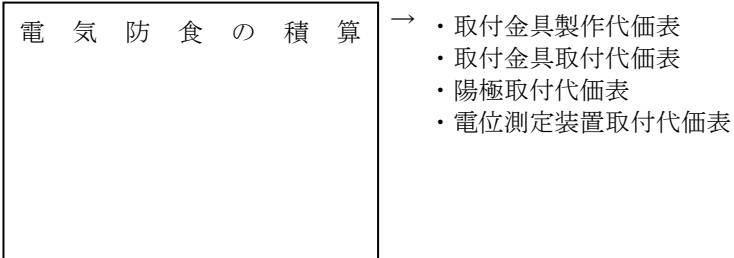 電気防食の積算
→
・取付金具製作代価表
・取付金具取付代価表
・陽極取付代価表
・電位測定装置取付代価表